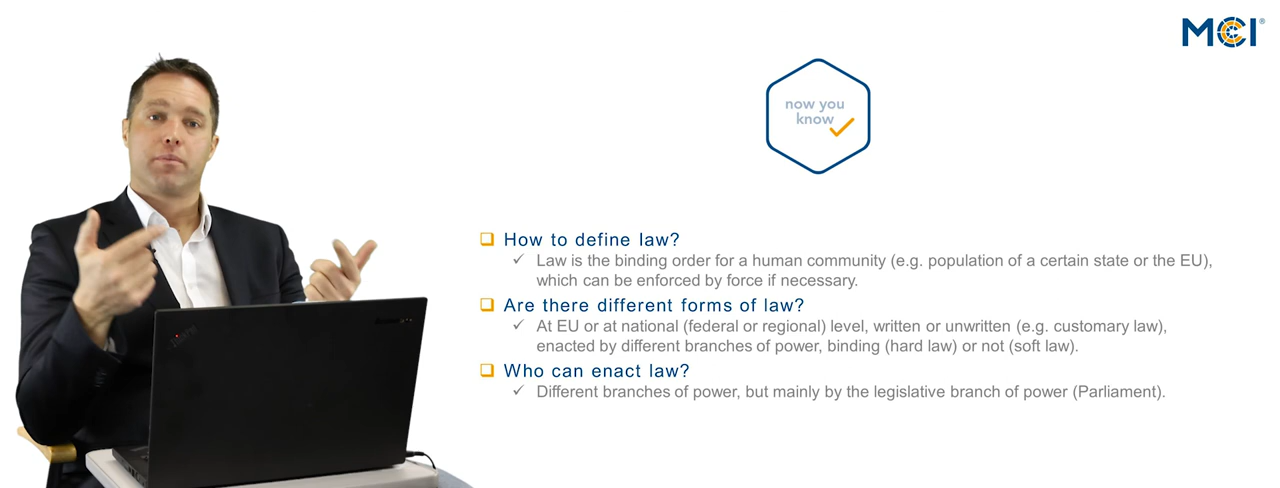 MCI®
now you
know
How to define law?
Law is the binding order for a human community (e.g. population of a certain state or the EU),
which can be enforced by force if necessary.
Are there different forms of law?
At EU or at national (federal or regional) level, written or unwritten (e.g. customary law),
enacted by different branches of power, binding (hard law) or not (soft law).
Who can enact law?
Different branches of power, but mainly by the legislative branch of power (Parliament).
ThinkPad